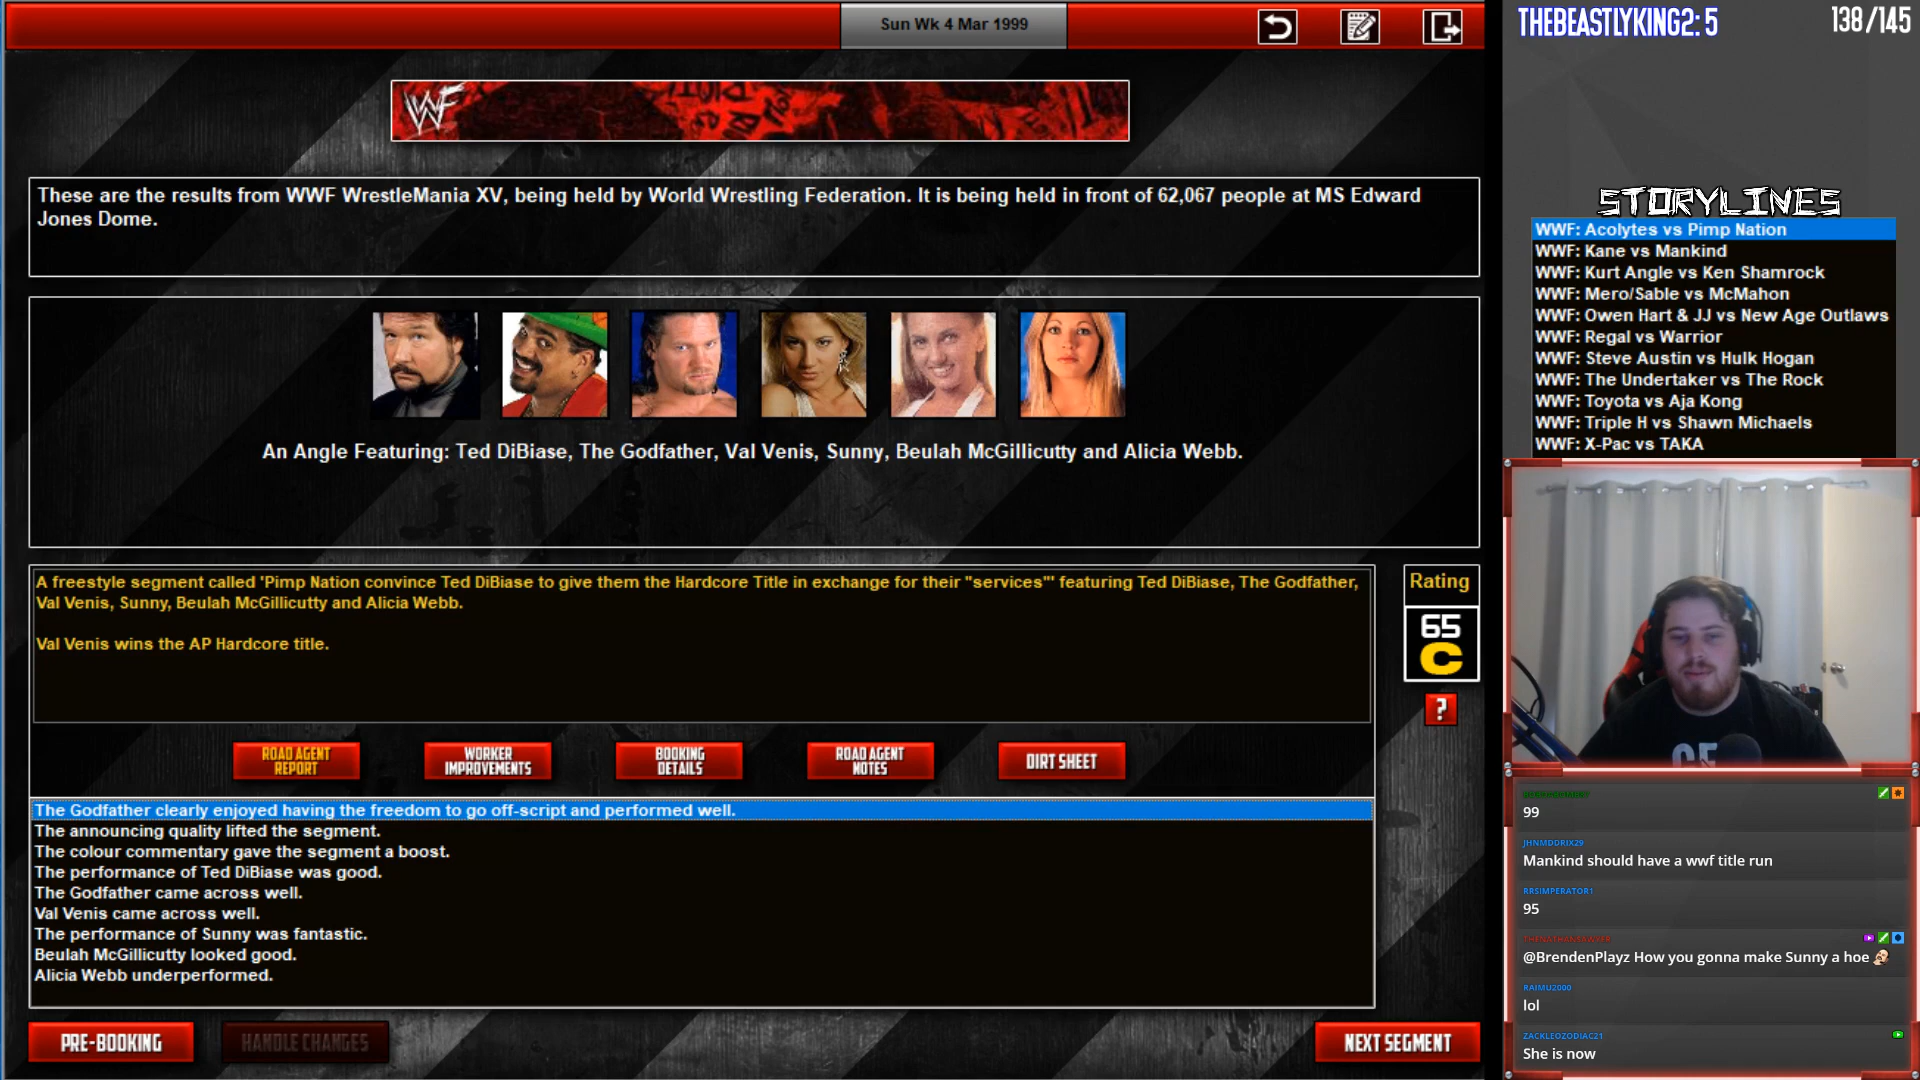 Sun Wk 4 Mar 1999
THEBEASTLYKING2: 5
138/145
WWF
These are the results from WWF WrestleMania XV, being held by World Wrestling Federation. It is being held in front of 62,067 people at MS Edward
Jones Dome.
STORYLINES
WWF: Acolytes vs Pimp Nation
WWF: Kane vs Mankind
WWF: Kurt Angle vs Ken Shamrock
WWF: Mero/Sable vs McMahon
WWF: Owen Hart & JJ vs New Age Outlaws
WWF: Regal vs Warrior
WWF: Steve Austin vs Hulk Hogan
WWF: The Undertaker vs The Rock
WWF: Toyota vs Aja Kong
WWF: Triple H vs Shawn Michaels
WWF: X-Pac vs TAKA
An Angle Featuring: Ted DiBiase, The Godfather, Val Venis, Sunny, Beulah McGillicutty and Alicia Webb.
A freestyle segment called 'Pimp Nation convince Ted DiBiase to give them the Hardcore Title in exchange for their "services"' featuring Ted DiBiase, The Godfather,
Val Venis, Sunny, Beulah McGillicutty and Alicia Webb.
Val Venis wins the AP Hardcore title.
Rating
65
C
?
ROAD AGENT
REPORT
WORKER
IMPROVEMENTS
BOOKING
DETAILS
ROAD AGENT
NOTES
DIRT SHEET
The Godfather clearly enjoyed having the freedom to go off-script and performed well.
The announcing quality lifted the segment.
The colour commentary gave the segment a boost.
The performance of Ted DiBiase was good.
The Godfather came across well.
Val Venis came across well.
The performance of Sunny was fantastic.
Beulah McGillicutty looked good.
Alicia Webb underperformed.
PRE-BOOKING
HANDLE CHANGES
NEXT SEGMENT
99
JHNMDDRIX29
Mankind should have a wwf title run
RRSIMPERATOR1
95
@BrendenPlayz How you gonna make Sunny a hoe
RAIMU2000
lol
ZACKLEOZODIAC21
She is now